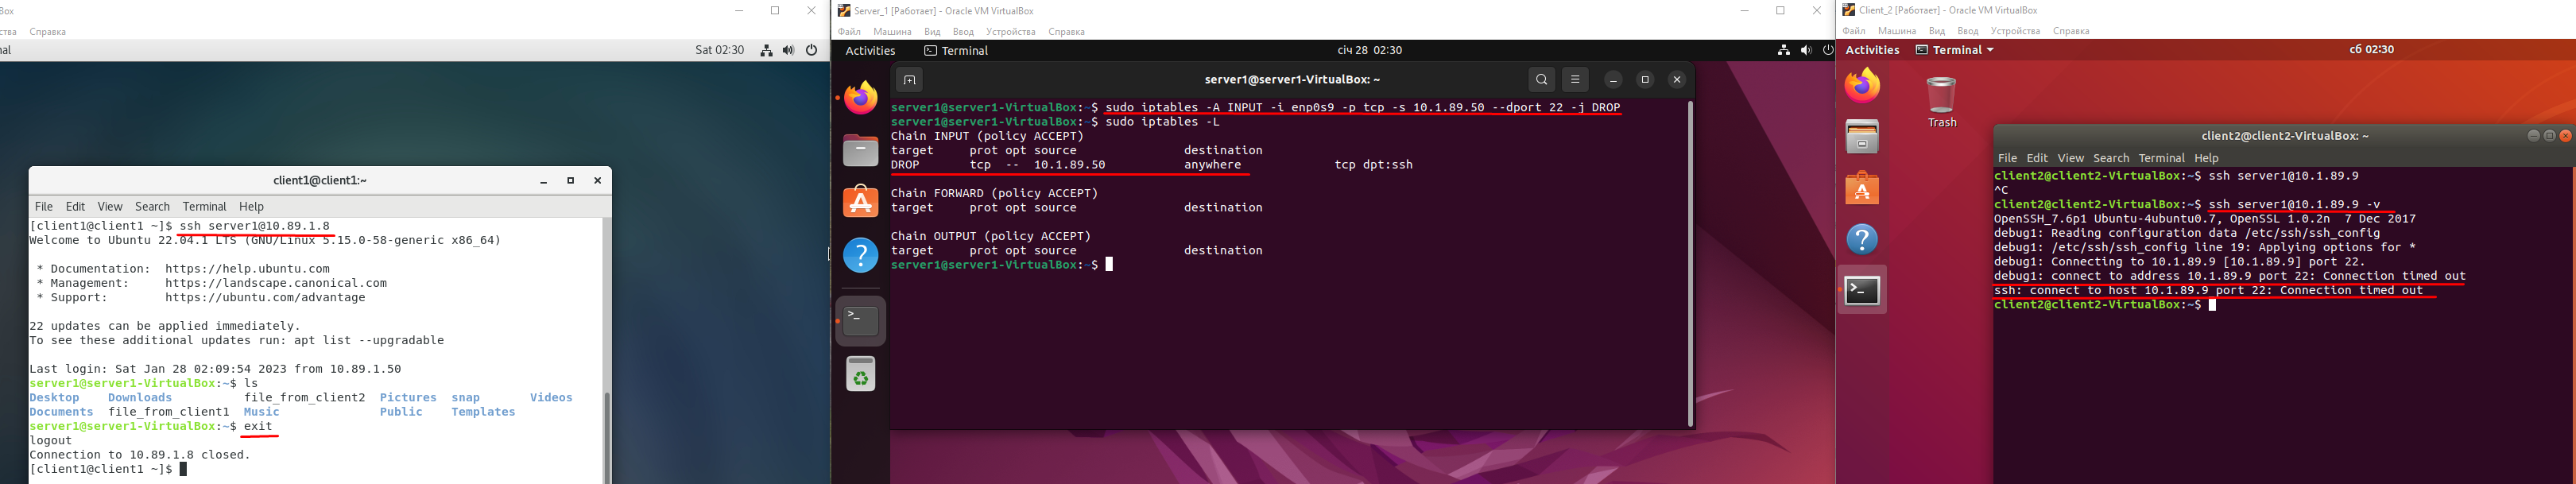 Box
ства Справка
nal
Sat 02:30
client1@client1:~
File Edit View Search Terminal Help
[client1@client1 ~]$ ssh server1@10.89.1.8
Welcome to Ubuntu 22.04.1 LTS (GNU/Linux 5.15.0-58-generic x86_64)
* Documentation: https://help.ubuntu.com
* Management: https://landscape.canonical.com
* Support: https://ubuntu.com/advantage
22 updates can be applied immediately.
To see these additional updates run: apt list --upgradable
Last login: Sat Jan 28 02:09:54 2023 from 10.89.1.50
server1@server1-VirtualBox:~$ ls
Desktop Downloads file_from_client2 Pictures snap Videos
Documents file_from_client1 Music Public Templates
server1@server1-VirtualBox:~$ exit
logout
Connection to 10.89.1.8 closed.
[client1@client1 ~]$
Server_1 [Работает] - Oracle VM VirtualBox
Файл Машина Вид Ввод Устройства Справка
Activities Terminal
січ 28 02:30
server1@server1-VirtualBox: ~
server1@server1-VirtualBox:~$ sudo iptables -A INPUT -i enp0s9 -p tcp -s 10.1.89.50 --dport 22 -j DROP
server1@server1-VirtualBox:~$ sudo iptables -L
Chain INPUT (policy ACCEPT)
target prot opt source destination
DROP tcp -- 10.1.89.50 anywhere tcp dpt:ssh
Chain FORWARD (policy ACCEPT)
target prot opt source destination
Chain OUTPUT (policy ACCEPT)
target prot opt source destination
server1@server1-VirtualBox:~$
Client_2 [Работает] - Oracle VM VirtualBox
Файл Машина Вид Ввод Устройства Справка
Activities Terminal
сб 02:30
Trash
client2@client2-VirtualBox: ~
File Edit View Search Terminal Help
client2@client2-VirtualBox:~$ ssh server1@10.1.89.9
^C
client2@client2-VirtualBox:~$ ssh server1@10.1.89.9 -v
OpenSSH_7.6p1 Ubuntu-4ubuntu0.7, OpenSSL 1.0.2n 7 Dec 2017
debug1: Reading configuration data /etc/ssh/ssh_config
debug1: /etc/ssh/ssh_config line 19: Applying options for *
debug1: Connecting to 10.1.89.9 [10.1.89.9] port 22.
debug1: connect to address 10.1.89.9 port 22: Connection timed out
ssh: connect to host 10.1.89.9 port 22: Connection timed out
client2@client2-VirtualBox:~$